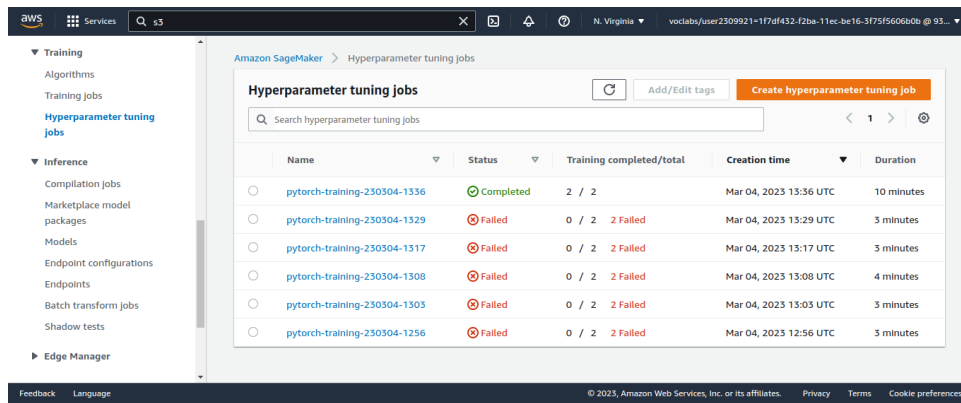 aws Services s3 N. Virginia voclabs/user2309921=1f7df432-f2ba-11ec-be16-3f75f5606b0b @ 93...
Training
Algorithms
Training jobs
Hyperparameter tuning
jobs
Inference
Compilation jobs
Marketplace model
packages
Models
Endpoint configurations
Endpoints
Batch transform jobs
Shadow tests
Edge Manager
Amazon SageMaker > Hyperparameter tuning jobs
Hyperparameter tuning jobs Add/Edit tags Create hyperparameter tuning job
Search hyperparameter tuning jobs < 1 >
Name Status Training completed/total Creation time Duration
pytorch-training-230304-1336 Completed 2 / 2 Mar 04, 2023 13:36 UTC 10 minutes
pytorch-training-230304-1329 Failed 0 / 2 2 Failed Mar 04, 2023 13:29 UTC 3 minutes
pytorch-training-230304-1317 Failed 0 / 2 2 Failed Mar 04, 2023 13:17 UTC 3 minutes
pytorch-training-230304-1308 Failed 0 / 2 2 Failed Mar 04, 2023 13:08 UTC 4 minutes
pytorch-training-230304-1303 Failed 0 / 2 2 Failed Mar 04, 2023 13:03 UTC 3 minutes
pytorch-training-230304-1256 Failed 0 / 2 2 Failed Mar 04, 2023 12:56 UTC 3 minutes
Feedback Language © 2023, Amazon Web Services, Inc. or its affiliates. Privacy Terms Cookie preferences